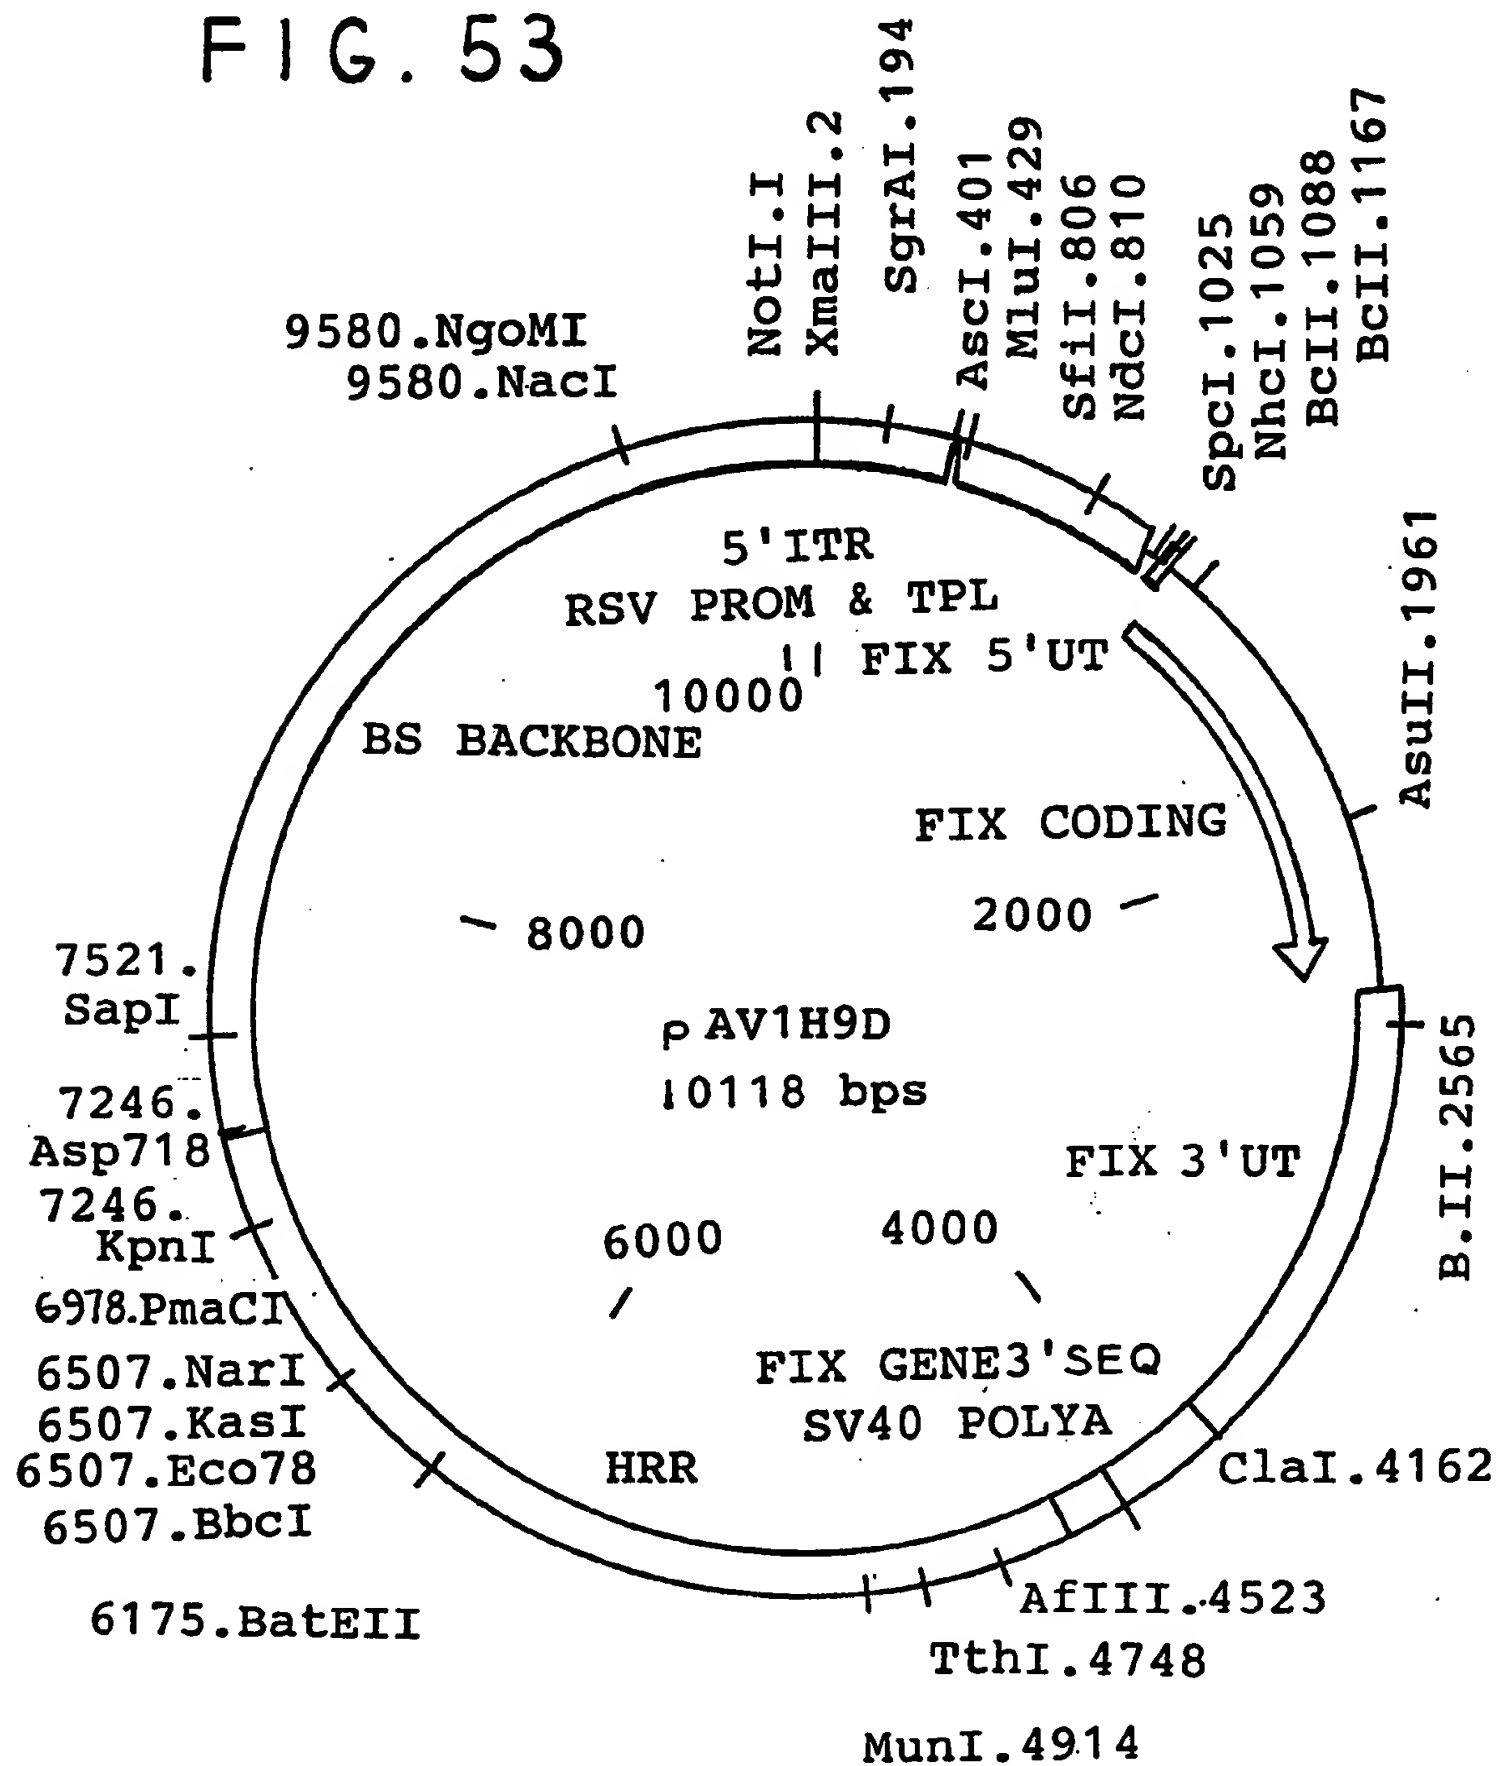 FIG. 53
NotI.I
XmaIII.2
SgrAI.194
AscI.401
MluI.429
SfiI.806
NdcI.810
SpcI.1025
NhcI.1059
BcII.1088
BcII.1167
AsuII.1961
B.II.2565
9580.NgoMI
9580.NacI
5'ITR
RSV PROM & TPL
FIX 5'UT
10000
BS BACKBONE
FIX CODING
8000
2000
pAV1H9D
10118 bps
FIX 3'UT
6000
4000
FIX GENE3'SEQ
SV40 POLYA
HRR
7521.
SapI
7246.
Asp718
7246.
KpnI
6978.PmaCI
6507.NarI
6507.KasI
6507.Eco78
6507.BbcI
6175.BatEII
ClaI.4162
AfIII.4523
TthI.4748
MunI.4914